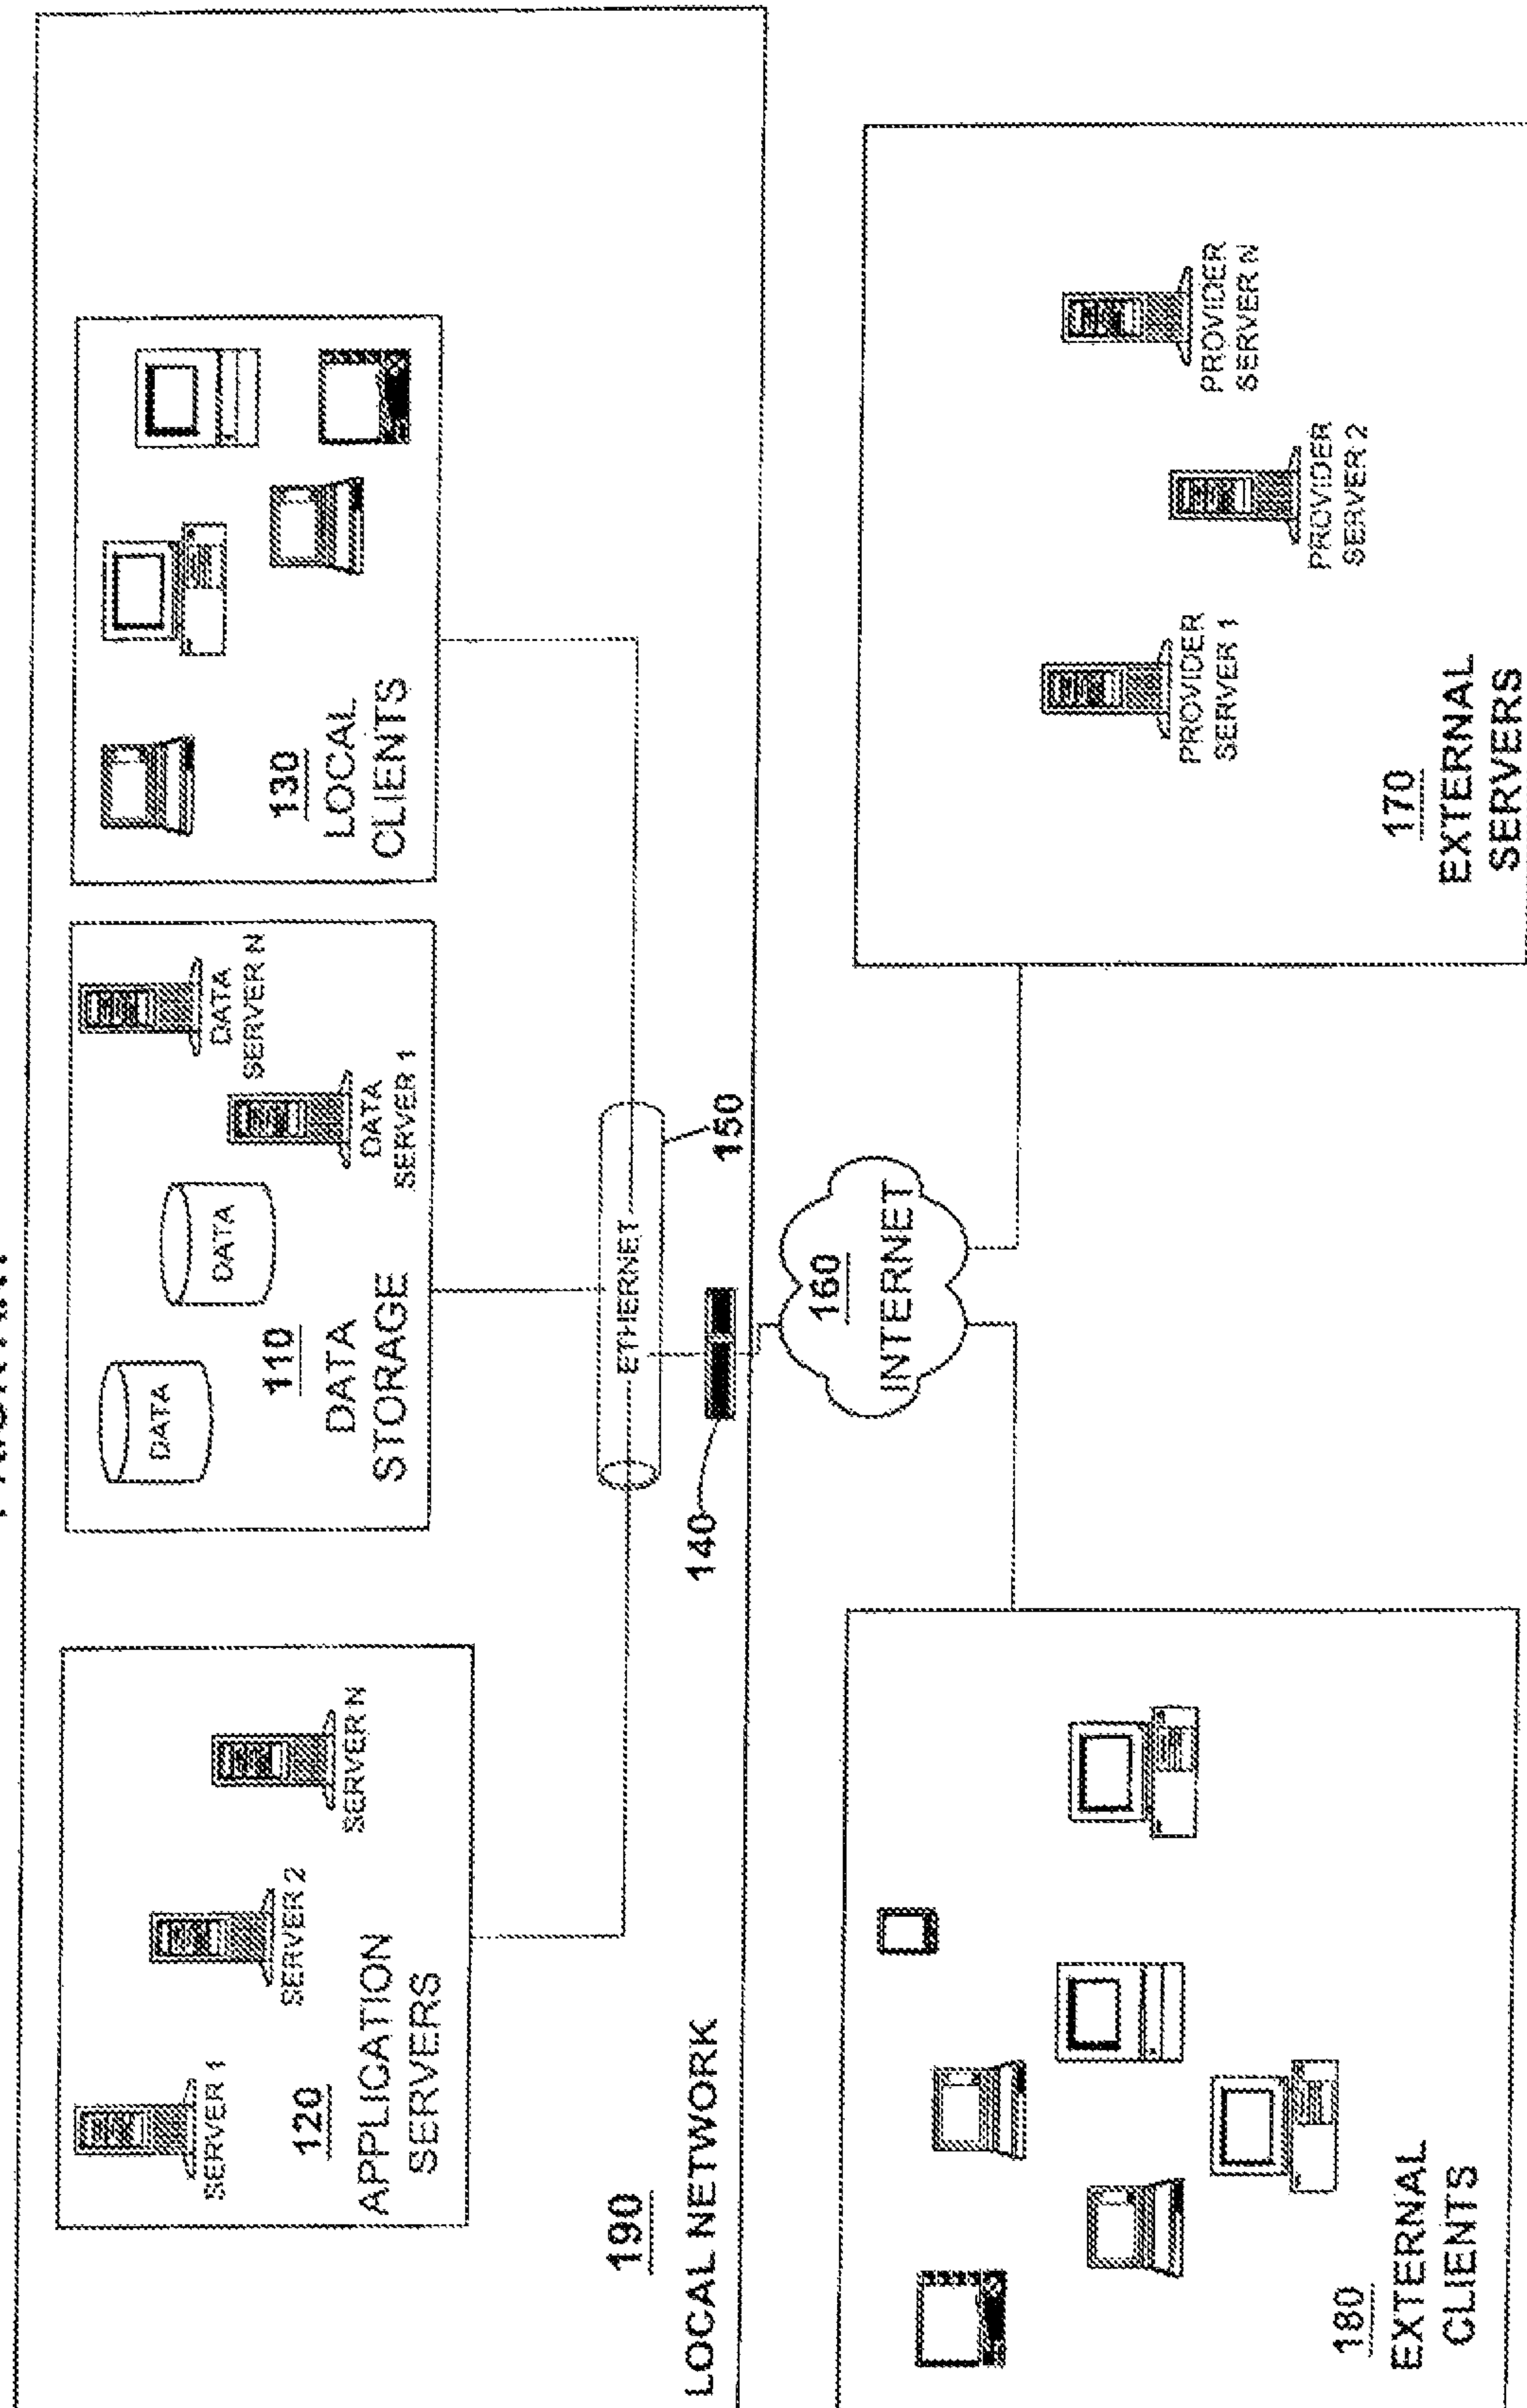 SERVER 1
SERVER 2
SERVER N
120
APPLICATION
SERVERS
DATA
DATA
DATA
SERVER 1
DATA
SERVER N
110
DATA
STORAGE
130
LOCAL
CLIENTS
ETHERNET
150
140
190
LOCAL NETWORK
160
INTERNET
180
EXTERNAL
CLIENTS
PROVIDER
SERVER 1
PROVIDER
SERVER 2
PROVIDER
SERVER N
170
EXTERNAL
SERVERS